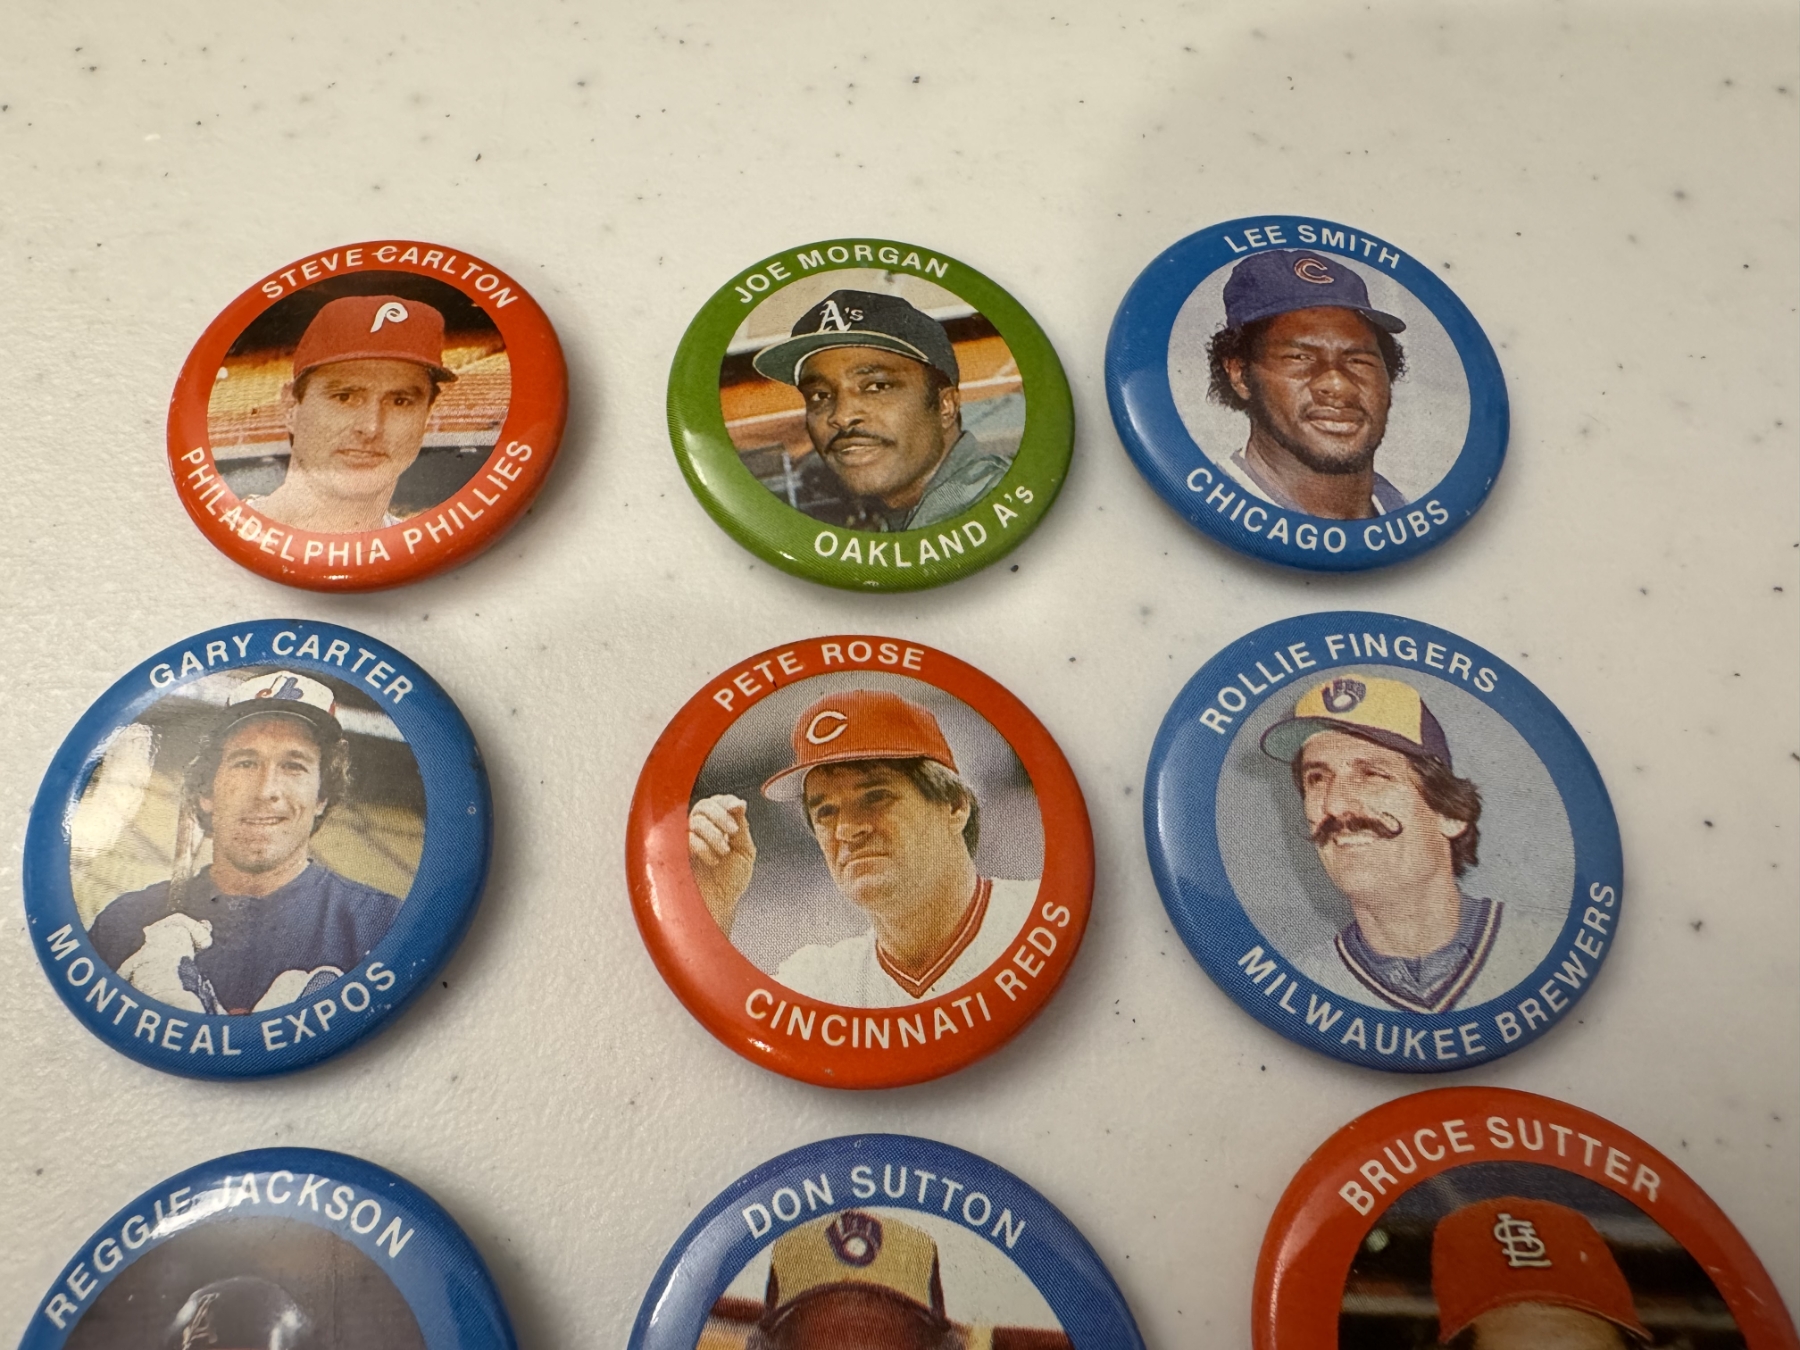 STEVE CARLTON
P
PHILADELPHIA PHILLIES
JOE MORGAN
A's
OAKLAND A's
LEE SMITH
C
CHICAGO CUBS
GARY CARTER
MONTREAL EXPOS
PETE ROSE
C
CINCINNATI REDS
ROLLIE FINGERS
MILWAUKEE BREWERS
REGGIE JACKSON
DON SUTTON
BRUCE SUTTER
STL